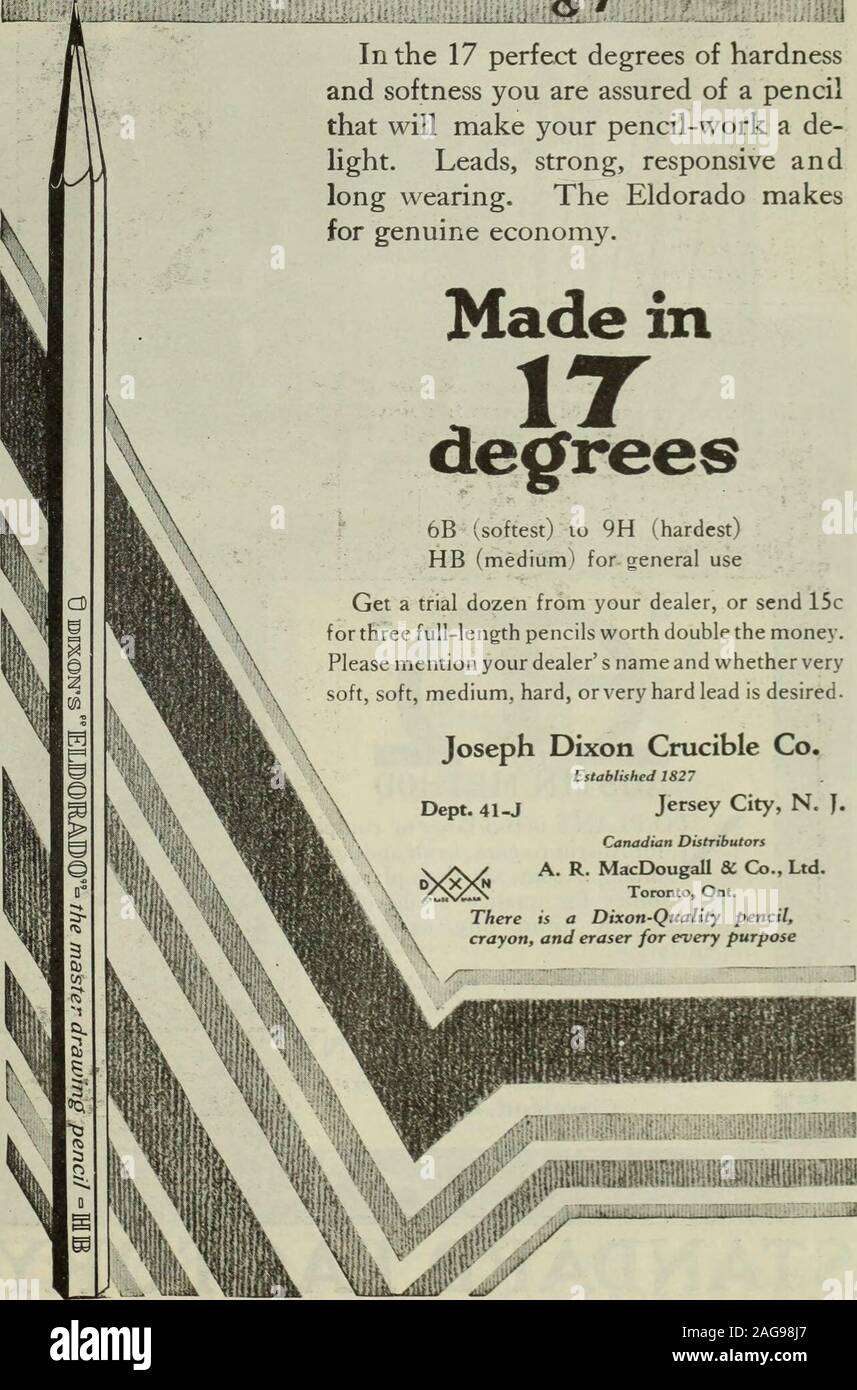 In the 17 perfect degrees of hardness
and softness you are assured of a pencil
that will make your pencil-work a de-
light. Leads, strong, responsive and
long wearing. The Eldorado makes
for genuine economy.
Made in
17
degrees
6B (softest) to 9H (hardest)
HB (medium) for general use
Get a trial dozen from your dealer, or send 15c
for three full-length pencils worth double the money.
Please mention your dealer's name and whether very
soft, soft, medium, hard, or very hard lead is desired.
Joseph Dixon Crucible Co.
Established 1827
Dept. 41-J Jersey City, N. J.
Canadian Distributors
A. R. MacDougall & Co., Ltd.
Toronto, Ont.
DIXON
TRADE MARK
There is a Dixon-Quality pencil,
crayon, and eraser for every purpose
DIXON'S "ELDORADO" - the master drawing pencil - HB
a
alamy
Image ID: 2AG98J7
www.alamy.com